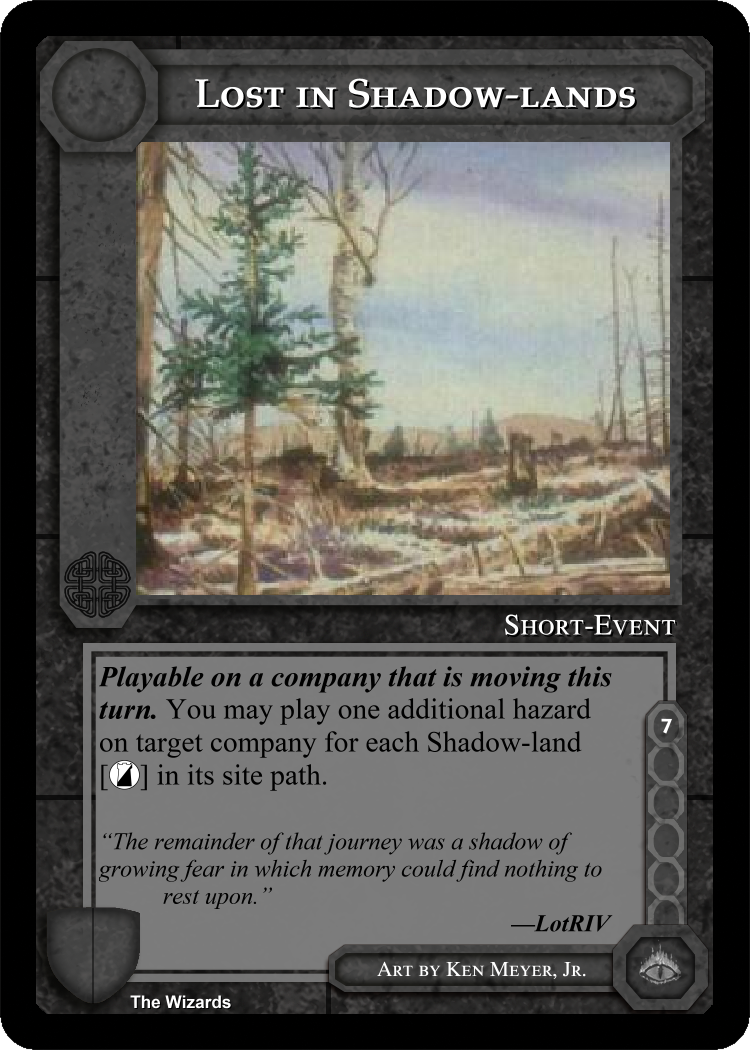 Lost in Shadow-lands
Short-Event
Playable on a company that is moving this
turn. You may play one additional hazard
on target company for each Shadow-land
[ ] in its site path.
7
“The remainder of that journey was a shadow of
growing fear in which memory could find nothing to
rest upon.”
—LotRIV
Art by Ken Meyer, Jr.
The Wizards